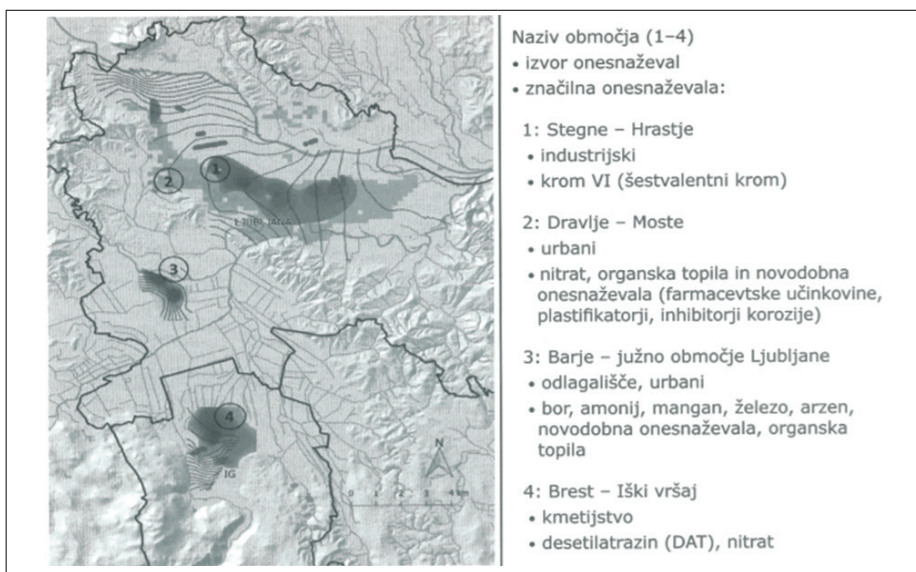 Naziv območja (1–4)
• izvor onesnaževal
• značilna onesnaževala:
1: Stegne – Hrastje
• industrijski
• krom VI (šestvalentni krom)
2: Dravlje – Moste
• urbani
• nitrat, organska topila in novodobna
onesnaževala (farmacevtske učinkovine,
plastifikatorji, inhibitorji korozije)
3: Barje – južno območje Ljubljane
• odlagališče, urbani
• bor, amonij, mangan, železo, arzen,
novodobna onesnaževala, organska
topila
4: Brest – Iški vršaj
• kmetijstvo
• desetilatrazin (DAT), nitrat
1
2
LJUBLJANA
3
4
IG
N
0 1 2 3 4 km